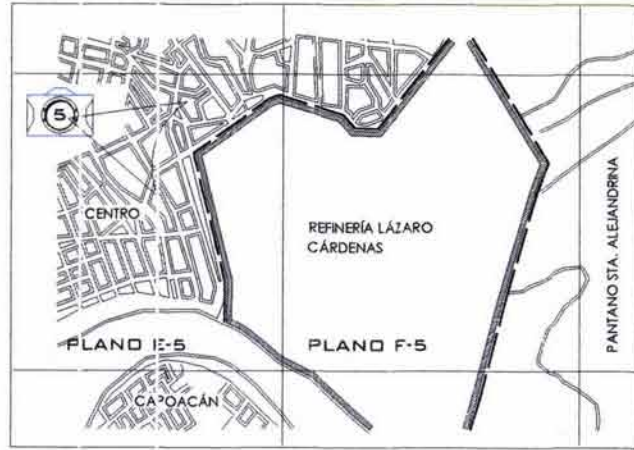 5
CENTRO
REFINERÍA LÁZARO
CÁRDENAS
PANTANO STA. ALEJANDRINA
PLANO E-5
PLANO F-5
CAPOACÁN